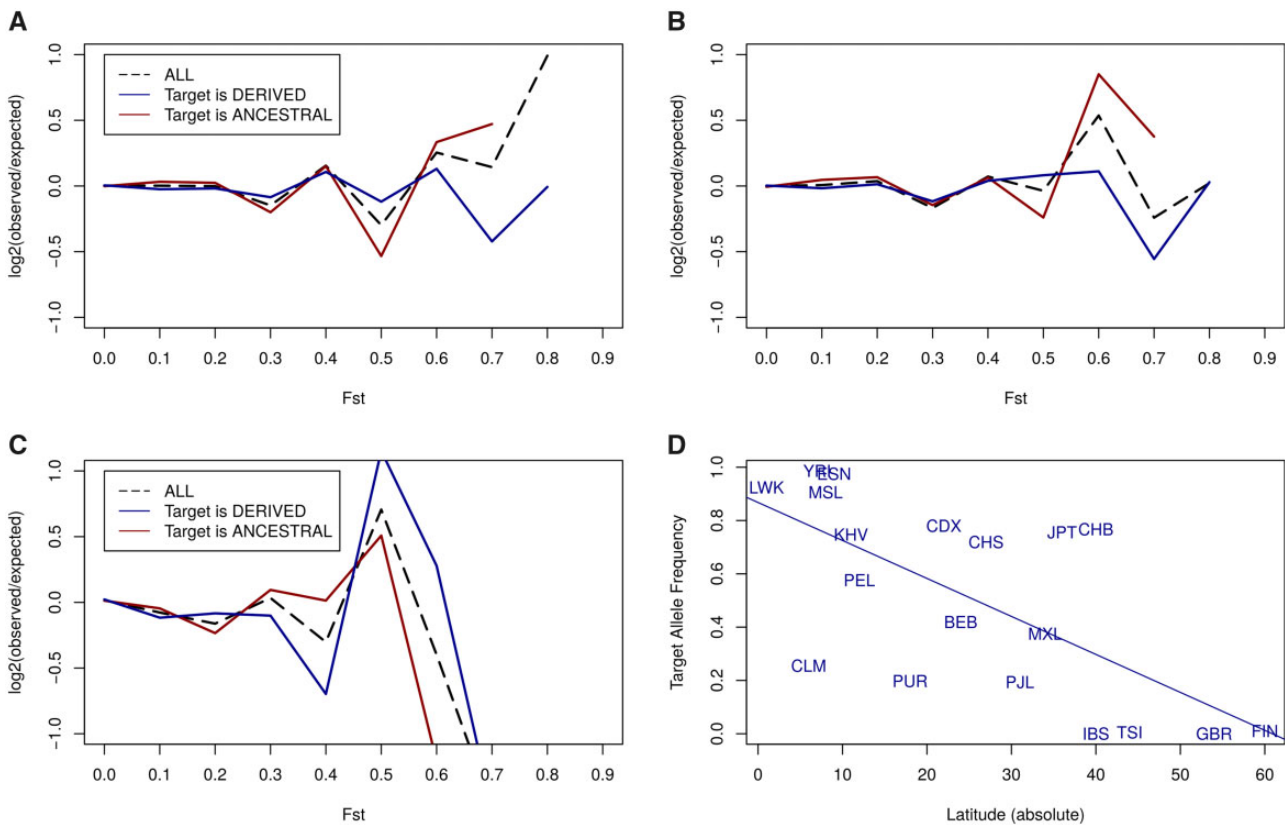 A
1.0
0.5
0.0
−0.5
−1.0
log2(observed/expected)
ALL
Target is DERIVED
Target is ANCESTRAL
0.0 0.1 0.2 0.3 0.4 0.5 0.6 0.7 0.8 0.9
Fst
B
1.0
0.5
0.0
−0.5
−1.0
log2(observed/expected)
0.0 0.1 0.2 0.3 0.4 0.5 0.6 0.7 0.8 0.9
Fst
C
1.0
0.5
0.0
−0.5
−1.0
log2(observed/expected)
ALL
Target is DERIVED
Target is ANCESTRAL
0.0 0.1 0.2 0.3 0.4 0.5 0.6 0.7 0.8 0.9
Fst
D
1.0
0.8
0.6
0.4
0.2
0.0
Target Allele Frequency
YRI ESN
LWK MSL
KHV CDX CHS JPT CHB
PEL
BEB MXL
CLM PUR PJL
IBS TSI GBR FIN
0 10 20 30 40 50 60
Latitude (absolute)